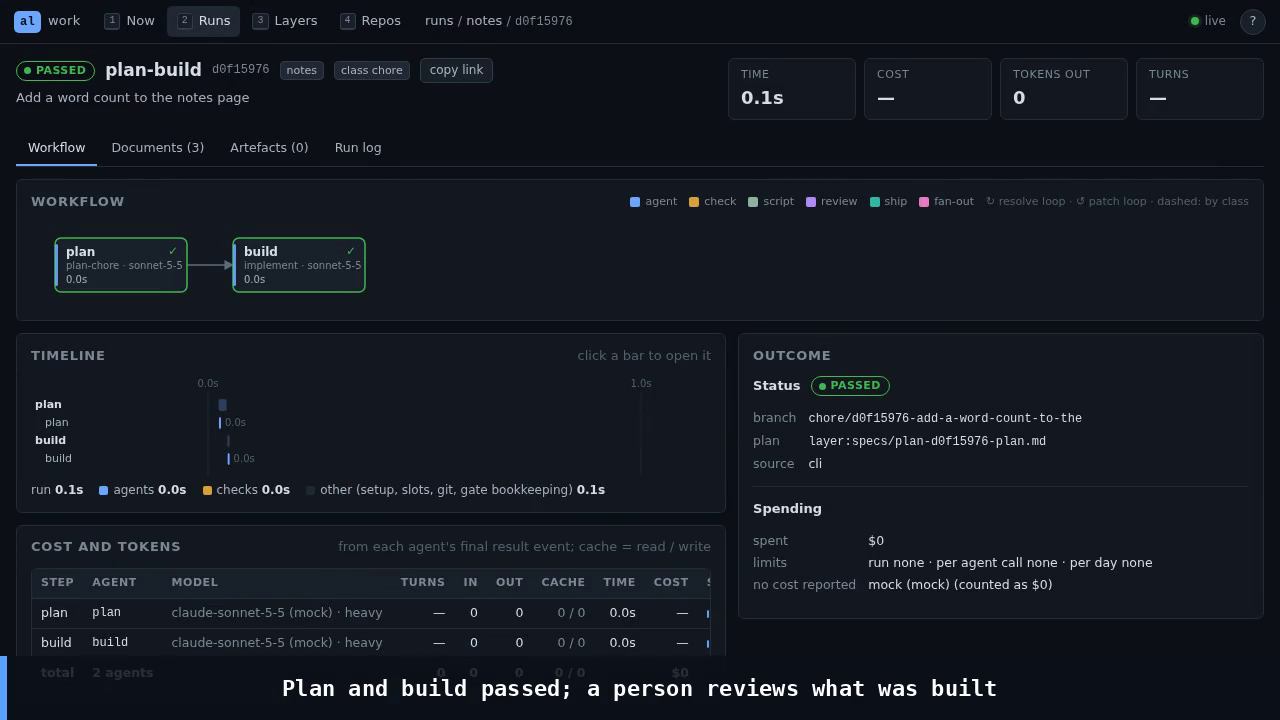 al work 1 Now 2 Runs 3 Layers 4 Repos runs / notes / d0f15976 live ?
PASSED plan-build d0f15976 notes class chore copy link
Add a word count to the notes page
TIME COST TOKENS OUT TURNS
0.1s — 0 —
Workflow Documents (3) Artefacts (0) Run log
WORKFLOW agent check script review ship fan-out ↻ resolve loop · ↺ patch loop · dashed: by class
plan ✓
plan-chore · sonnet-5-5
0.0s
build ✓
implement · sonnet-5-5
0.0s
TIMELINE click a bar to open it
0.0s 1.0s
plan
plan 0.0s
build
build 0.0s
run 0.1s agents 0.0s checks 0.0s other (setup, slots, git, gate bookkeeping) 0.1s
OUTCOME
Status PASSED
branch chore/d0f15976-add-a-word-count-to-the
plan layer:specs/plan-d0f15976-plan.md
source cli
Spending
spent $0
limits run none · per agent call none · per day none
no cost reported mock (mock) (counted as $0)
COST AND TOKENS from each agent's final result event; cache = read / write
STEP AGENT MODEL TURNS IN OUT CACHE TIME COST
plan plan claude-sonnet-5-5 (mock) · heavy — 0 0 0 / 0 0.0s —
build build claude-sonnet-5-5 (mock) · heavy — 0 0 0 / 0 0.0s —
total 2 agents 0 0 0 0 / 0 $0
Plan and build passed; a person reviews what was built